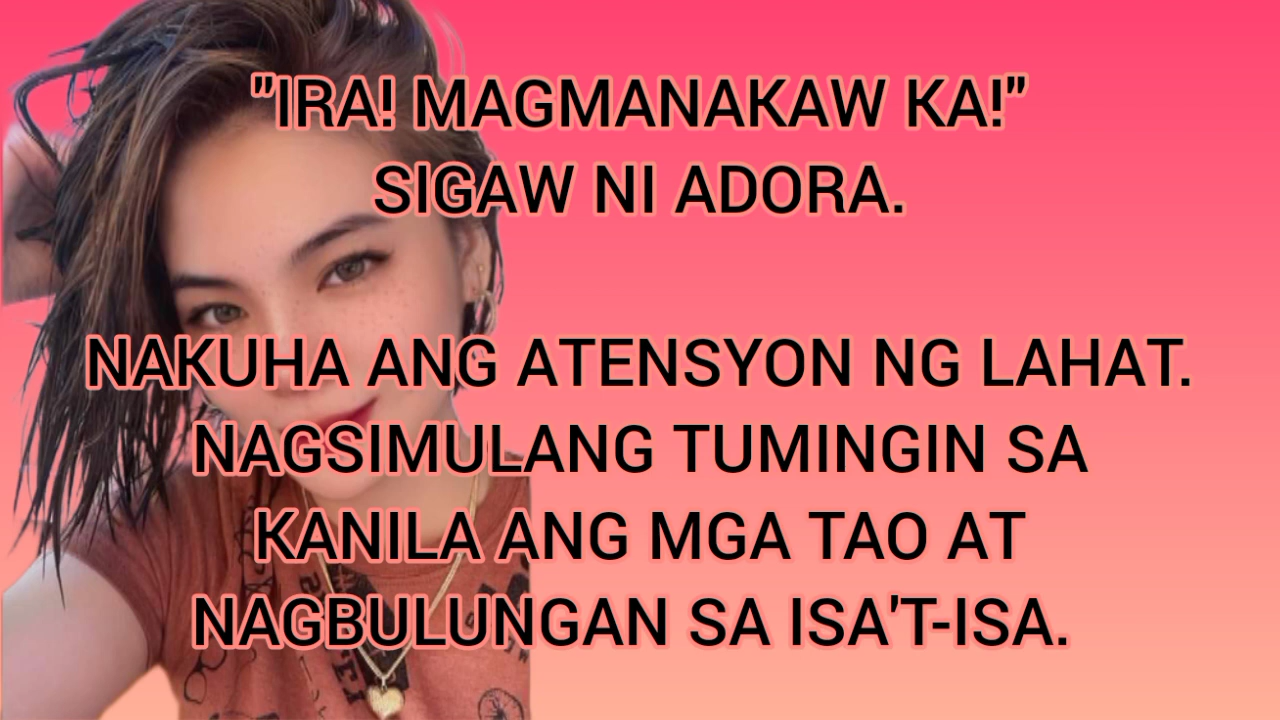 "IRA! MAGMANAKAW KA!"
SIGAW NI ADORA.
NAKUHA ANG ATENSYON NG LAHAT.
NAGSIMULANG TUMINGIN SA
KANILA ANG MGA TAO AT
NAGBULUNGAN SA ISA'T-ISA.